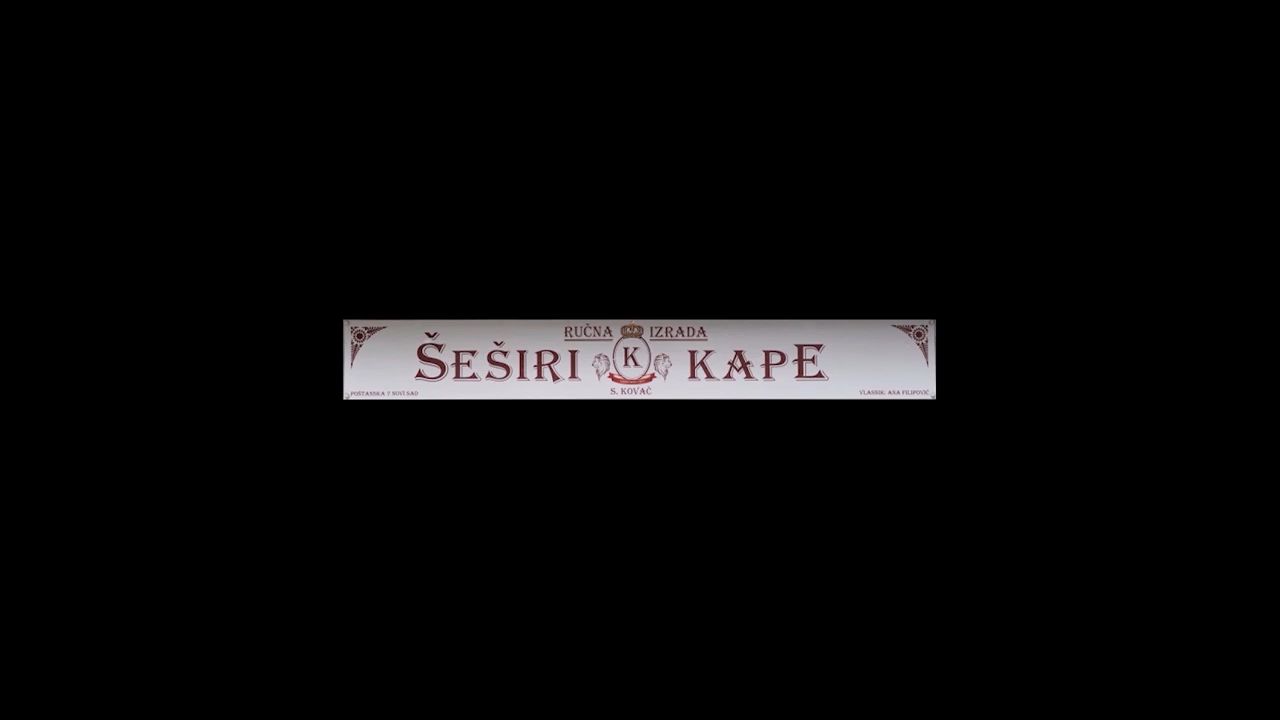 RUČNA IZRADA
ŠEŠIRI K KAPE
S. KOVAČ
POŠTANSKA 7 NOVI SAD
VLASNIK: ANA FILIPOVIĆ